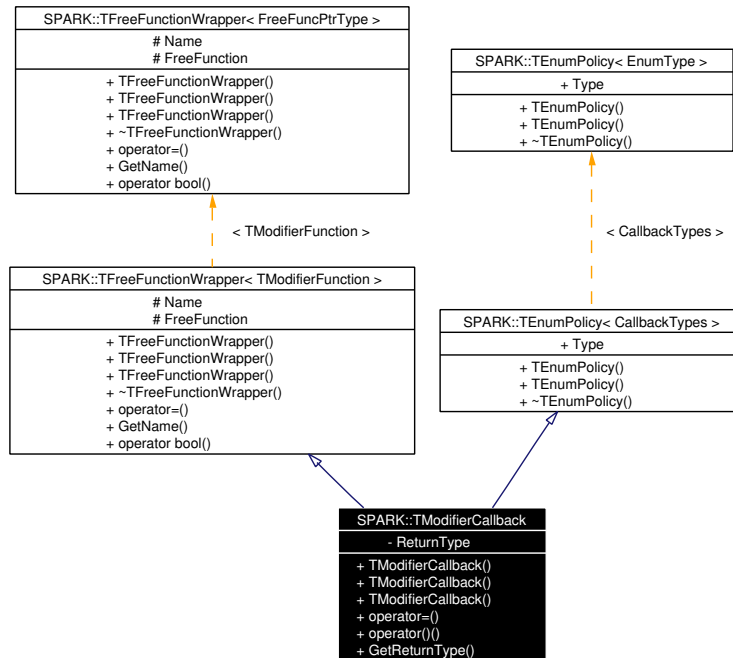 SPARK::TFreeFunctionWrapper< FreeFuncPtrType >
# Name
# FreeFunction
+ TFreeFunctionWrapper()
+ TFreeFunctionWrapper()
+ TFreeFunctionWrapper()
+ ~TFreeFunctionWrapper()
+ operator=()
+ GetName()
+ operator bool()
SPARK::TEnumPolicy< EnumType >
+ Type
+ TEnumPolicy()
+ TEnumPolicy()
+ ~TEnumPolicy()
< TModifierFunction >
< CallbackTypes >
SPARK::TFreeFunctionWrapper< TModifierFunction >
# Name
# FreeFunction
+ TFreeFunctionWrapper()
+ TFreeFunctionWrapper()
+ TFreeFunctionWrapper()
+ ~TFreeFunctionWrapper()
+ operator=()
+ GetName()
+ operator bool()
SPARK::TEnumPolicy< CallbackTypes >
+ Type
+ TEnumPolicy()
+ TEnumPolicy()
+ ~TEnumPolicy()
SPARK::TModifierCallback
- ReturnType
+ TModifierCallback()
+ TModifierCallback()
+ TModifierCallback()
+ operator=()
+ operator()()
+ GetReturnType()